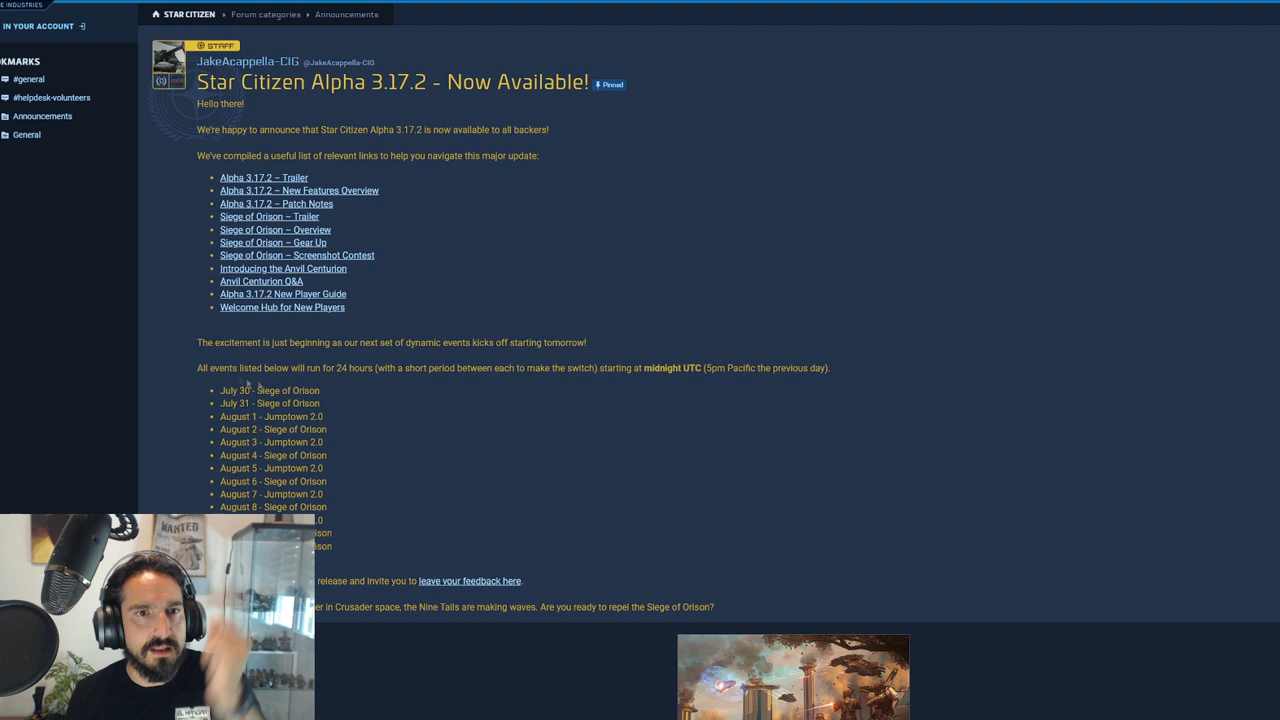 E INDUSTRIES
IN YOUR ACCOUNT
STAR CITIZEN
Forum categories
Announcements
KMARKS
#general
#helpdesk-volunteers
Announcements
General
STAFF
JakeAcappella-CIG @JakeAcappella-CIG
Star Citizen Alpha 3.17.2 - Now Available! Pinned
Hello there!
We're happy to announce that Star Citizen Alpha 3.17.2 is now available to all backers!
We've compiled a useful list of relevant links to help you navigate this major update:
Alpha 3.17.2 – Trailer
Alpha 3.17.2 – New Features Overview
Alpha 3.17.2 – Patch Notes
Siege of Orison – Trailer
Siege of Orison – Overview
Siege of Orison – Gear Up
Siege of Orison – Screenshot Contest
Introducing the Anvil Centurion
Anvil Centurion Q&A
Alpha 3.17.2 New Player Guide
Welcome Hub for New Players
The excitement is just beginning as our next set of dynamic events kicks off starting tomorrow!
All events listed below will run for 24 hours (with a short period between each to make the switch) starting at midnight UTC (5pm Pacific the previous day).
July 30 - Siege of Orison
July 31 - Siege of Orison
August 1 - Jumptown 2.0
August 2 - Siege of Orison
August 3 - Jumptown 2.0
August 4 - Siege of Orison
August 5 - Jumptown 2.0
August 6 - Siege of Orison
August 7 - Jumptown 2.0
August 8 - Siege of Orison
.0
ison
ison
release and invite you to leave your feedback here.
er in Crusader space, the Nine Tails are making waves. Are you ready to repel the Siege of Orison?
WANTED